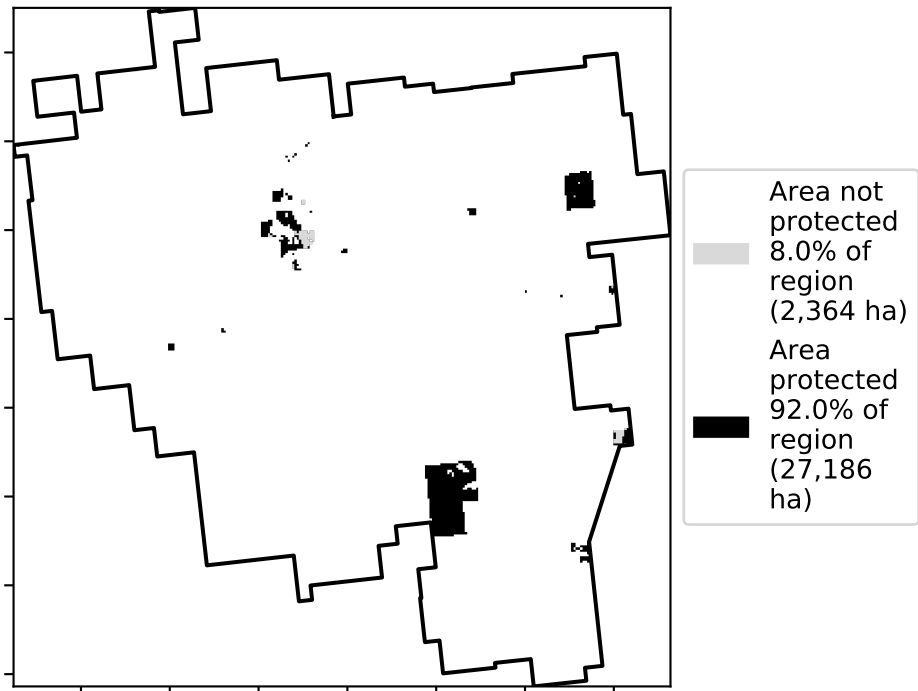 Area not
protected
8.0% of
region
(2,364 ha)
Area
protected
92.0% of
region
(27,186
ha)